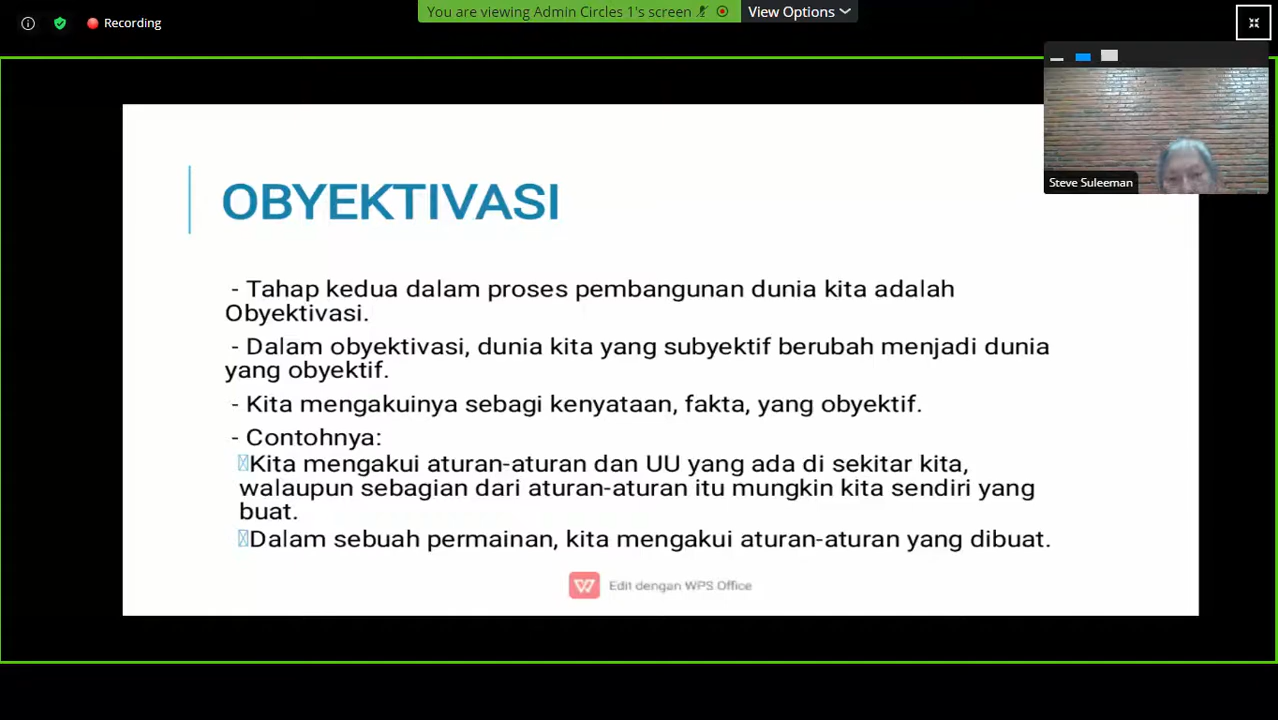 Recording
You are viewing Admin Circles 1's screen
View Options
Steve Suleeman
OBYEKTIVASI
- Tahap kedua dalam proses pembangunan dunia kita adalah
Obyektivasi.
- Dalam obyektivasi, dunia kita yang subyektif berubah menjadi dunia
yang obyektif.
- Kita mengakuinya sebagi kenyataan, fakta, yang obyektif.
- Contohnya:
Kita mengakui aturan-aturan dan UU yang ada di sekitar kita,
walaupun sebagian dari aturan-aturan itu mungkin kita sendiri yang
buat.
Dalam sebuah permainan, kita mengakui aturan-aturan yang dibuat.
Edit dengan WPS Office